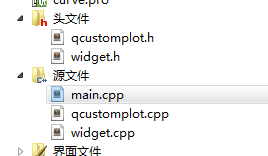 curve.pro
头文件
qcustomplot.h
widget.h
源文件
main.cpp
qcustomplot.cpp
widget.cpp
界面文件